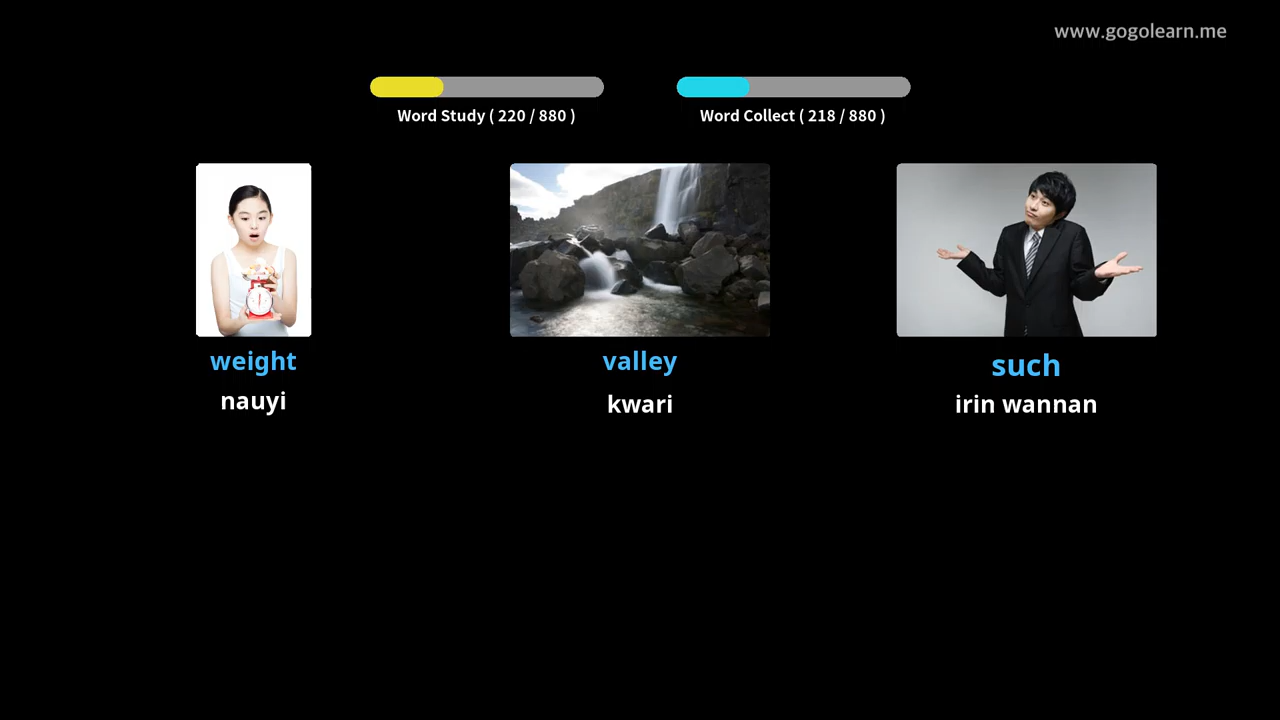 www.gogolearn.me
Word Study ( 220 / 880 )
Word Collect ( 218 / 880 )
weight
valley
such
nauyi
kwari
irin wannan